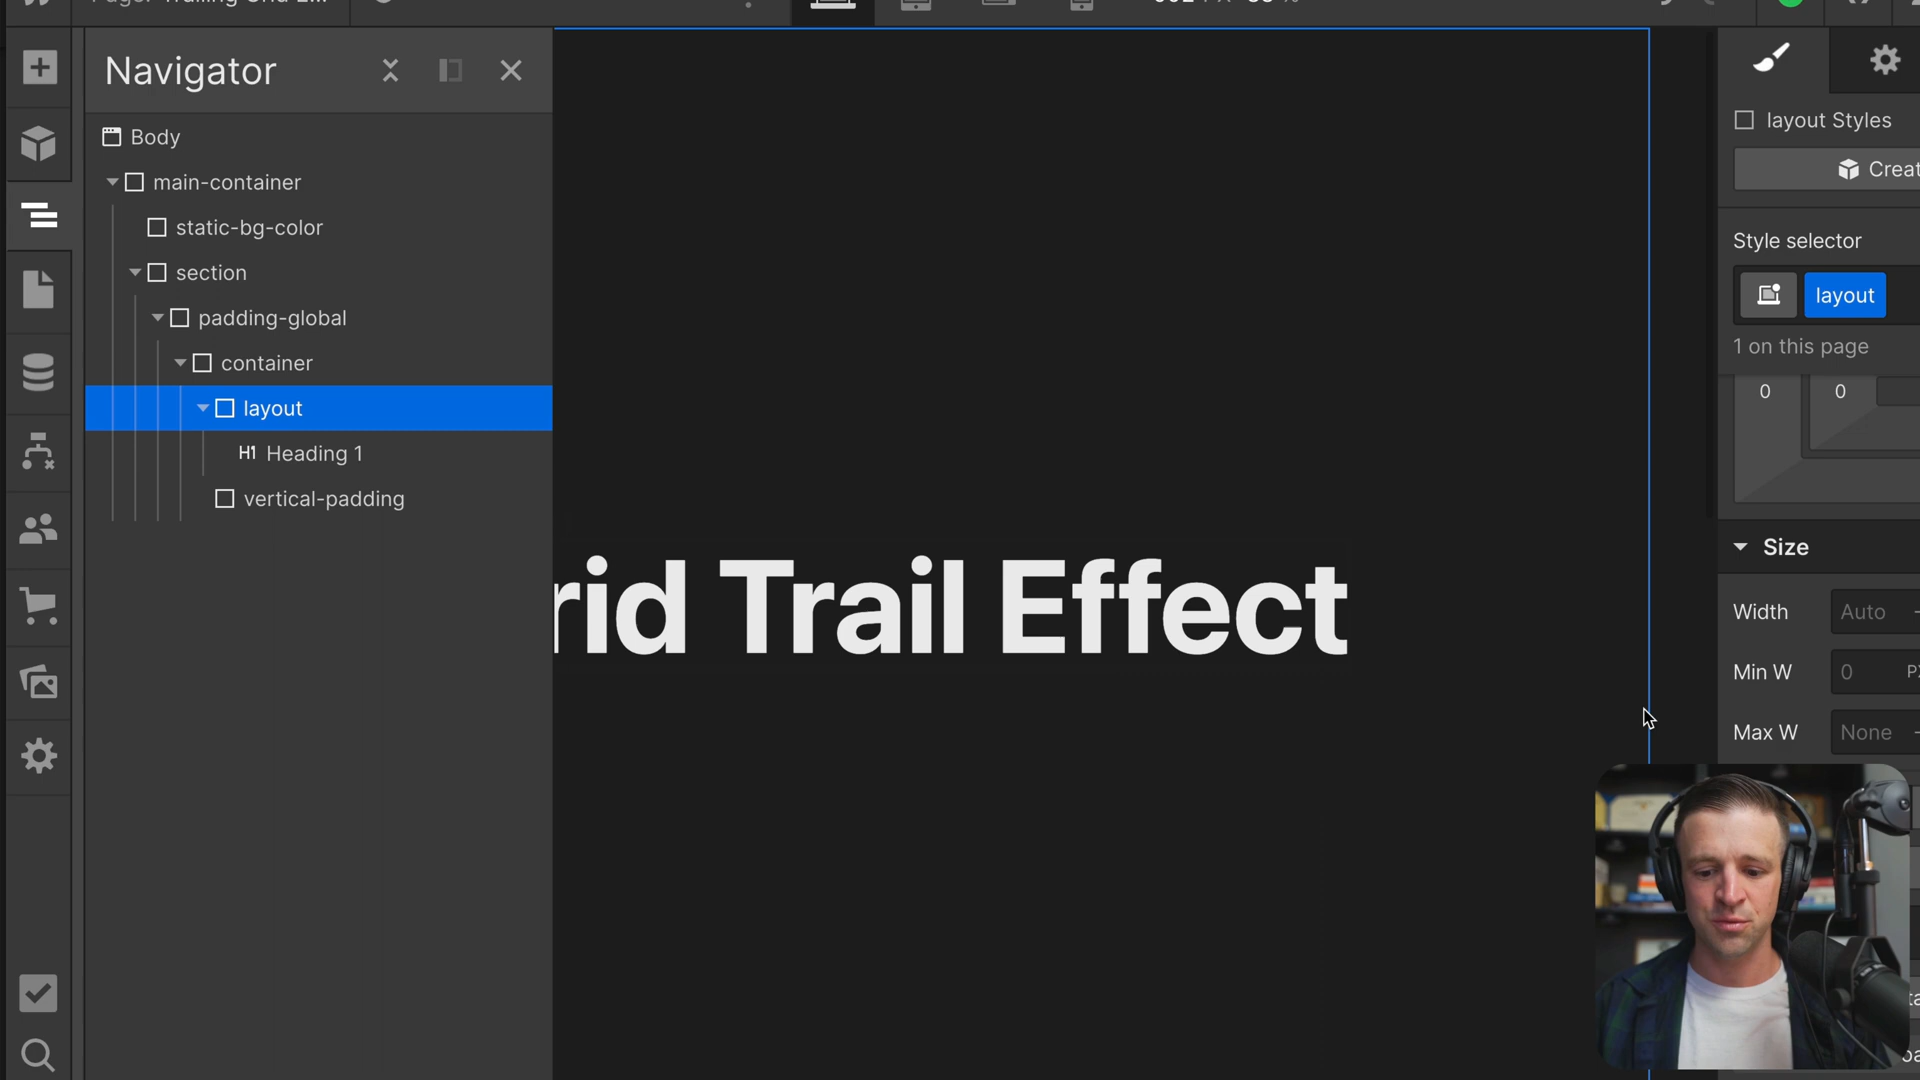 Navigator
Body
main-container
static-bg-color
section
padding-global
container
layout
H1 Heading 1
vertical-padding
rid Trail Effect
layout Styles
Creat
Style selector
layout
1 on this page
0 0
Size
Width Auto
Min W 0
Max W None